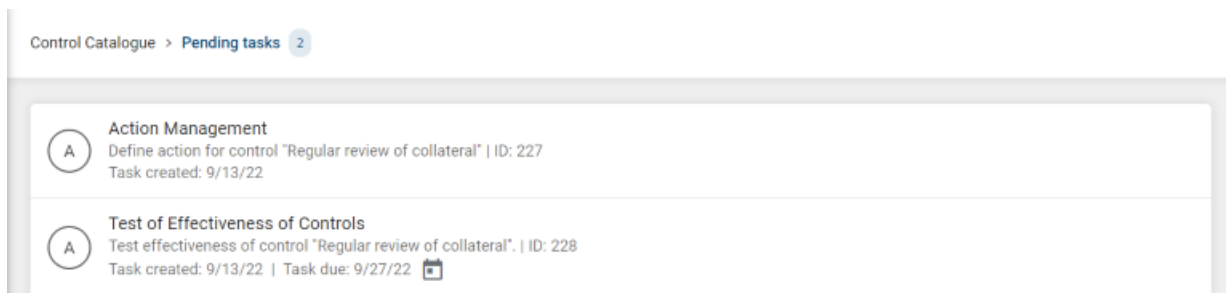 Control Catalogue > Pending tasks 2
A
Action Management
Define action for control "Regular review of collateral" | ID: 227
Task created: 9/13/22
A
Test of Effectiveness of Controls
Test effectiveness of control "Regular review of collateral". | ID: 228
Task created: 9/13/22 | Task due: 9/27/22